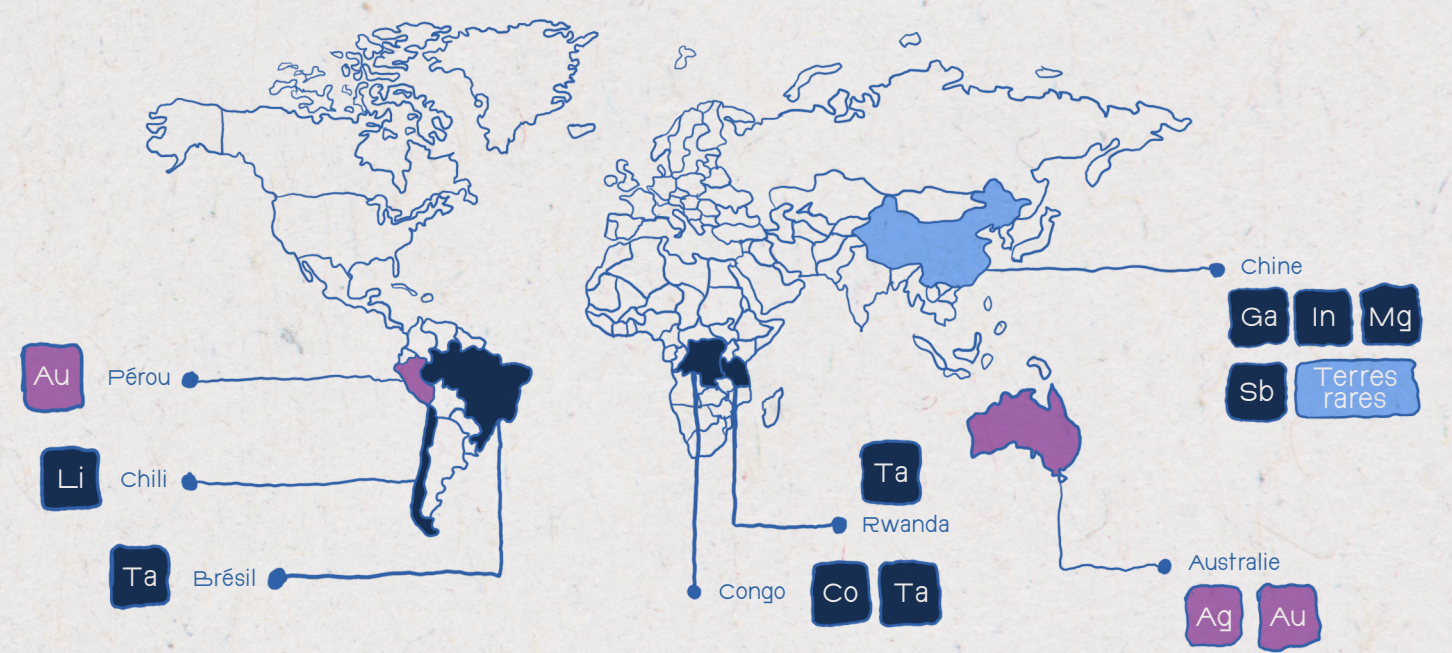 Chine
Ga In Mg
Sb Terres
rares
Au Pérou
Li Chili
Ta Brésil
Ta
Rwanda
Congo Co Ta
Australie
Ag Au